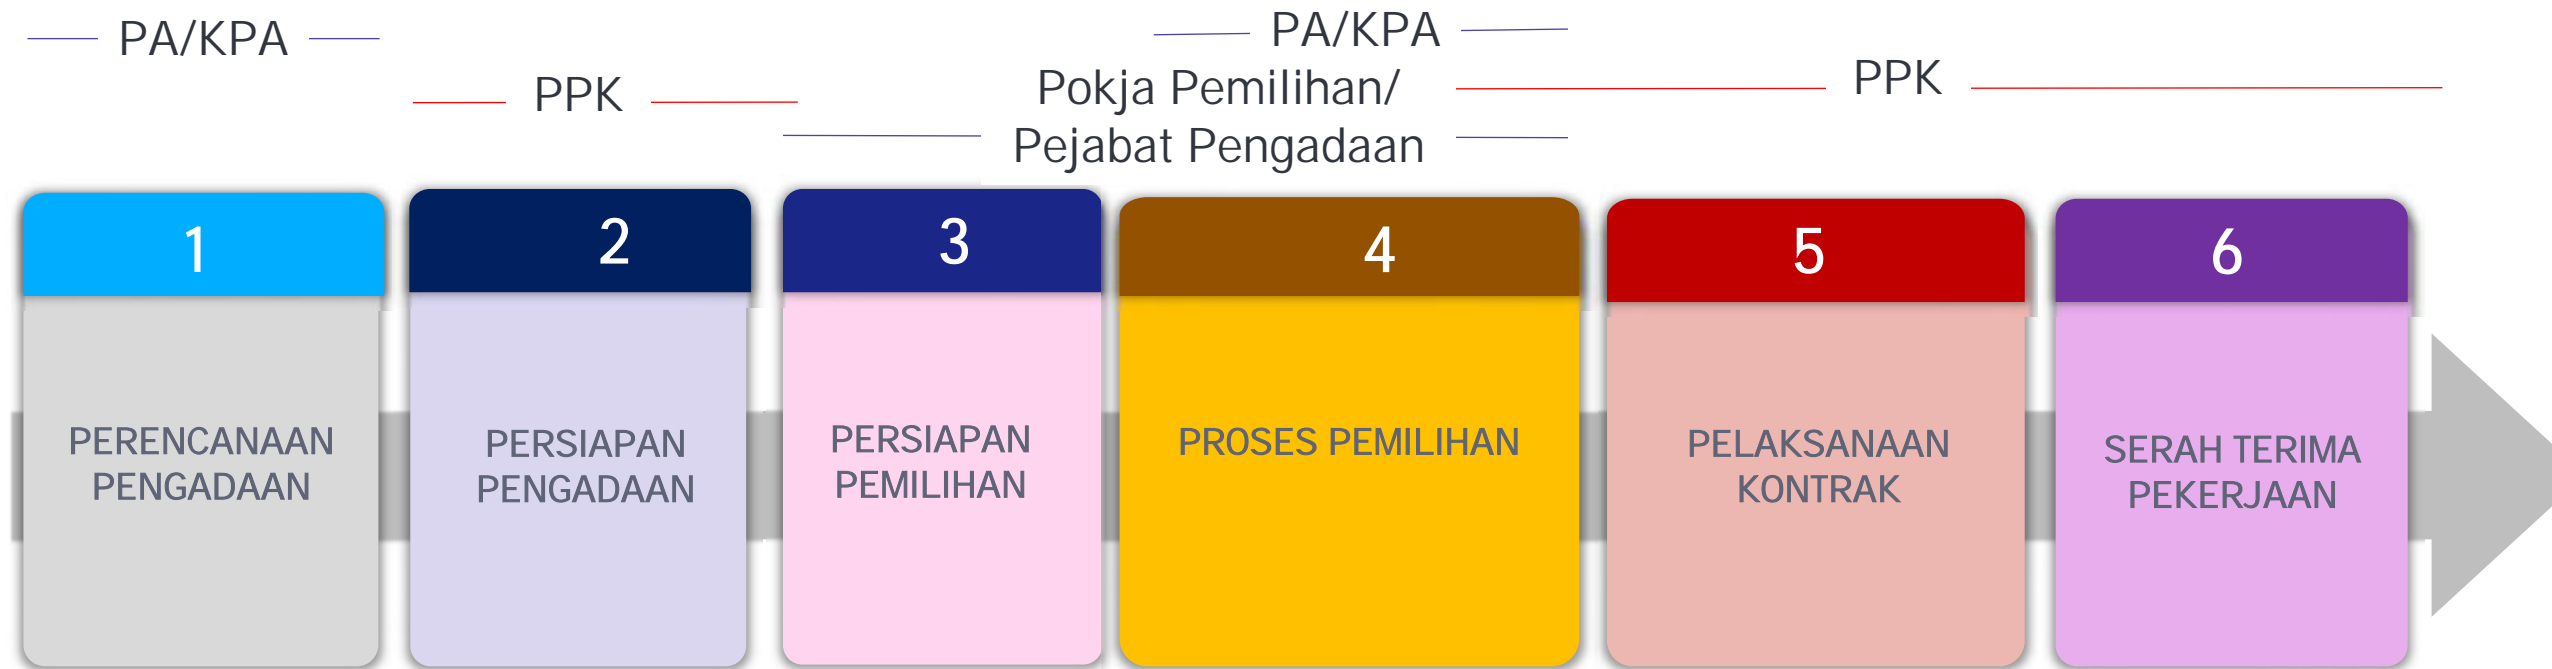 PA/KPA
PPK
PA/KPA
Pokja Pemilihan/
Pejabat Pengadaan
PPK
1
PERENCANAAN
PENGADAAN
2
PERSIAPAN
PENGADAAN
3
PERSIAPAN
PEMILIHAN
4
PROSES PEMILIHAN
5
PELAKSANAAN
KONTRAK
6
SERAH TERIMA
PEKERJAAN